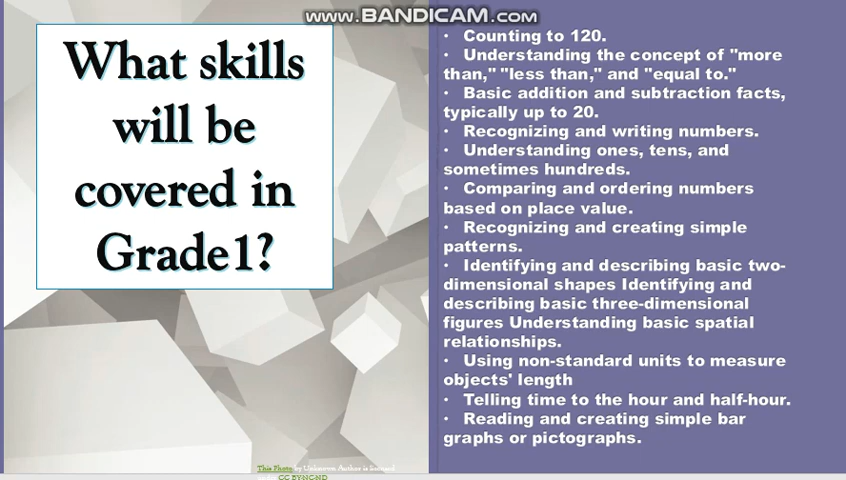 www.BANDICAM.com
What skills
will be
covered in
Grade1?
• Counting to 120.
• Understanding the concept of "more
than," "less than," and "equal to."
• Basic addition and subtraction facts,
typically up to 20.
• Recognizing and writing numbers.
• Understanding ones, tens, and
sometimes hundreds.
• Comparing and ordering numbers
based on place value.
• Recognizing and creating simple
patterns.
• Identifying and describing basic two-
dimensional shapes Identifying and
describing basic three-dimensional
figures Understanding basic spatial
relationships.
• Using non-standard units to measure
objects' length
• Telling time to the hour and half-hour.
• Reading and creating simple bar
graphs or pictographs.
This Photo by Unknown Author is licensed
CC BY-NC-ND